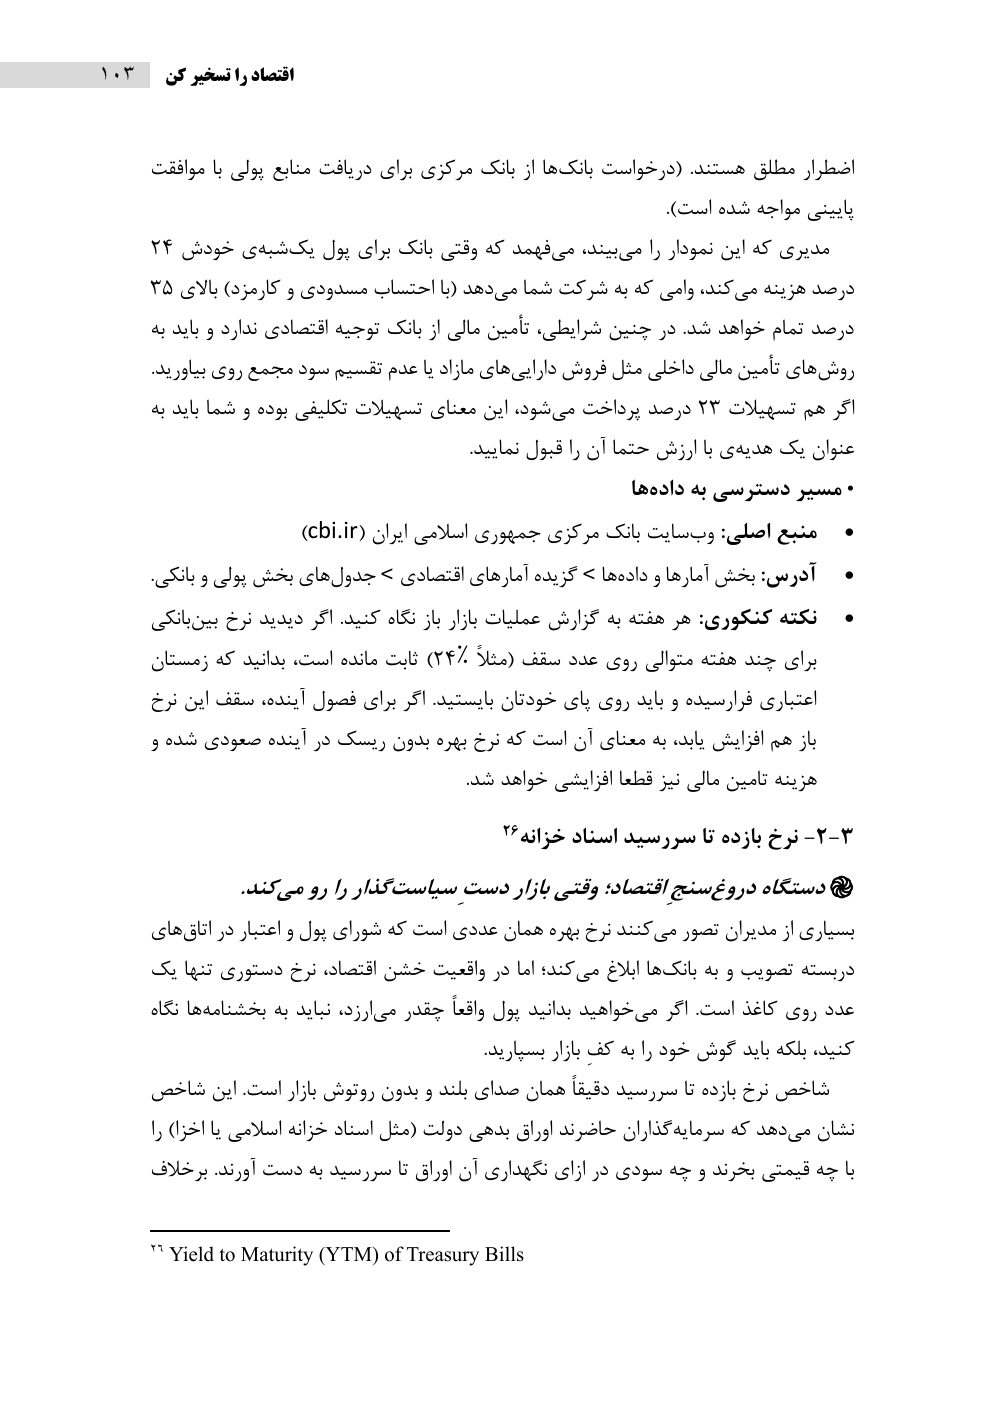 اقتصاد را تسخیر کن ۱۰۳
اضطرار مطلق هستند. (درخواست بانک‌ها از بانک مرکزی برای دریافت منابع پولی با موافقت
پایینی مواجه شده است).
مدیری که این نمودار را می‌بیند، می‌فهمد که وقتی بانک برای پول یک‌شبه‌ی خودش ۲۴
درصد هزینه می‌کند، وامی که به شرکت شما می‌دهد (با احتساب مسدودی و کارمزد) بالای ۳۵
درصد تمام خواهد شد. در چنین شرایطی، تأمین مالی از بانک توجیه اقتصادی ندارد و باید به
روش‌های تأمین مالی داخلی مثل فروش دارایی‌های مازاد یا عدم تقسیم سود مجمع روی بیاورید.
اگر هم تسهیلات ۲۳ درصد پرداخت می‌شود، این معنای تسهیلات تکلیفی بوده و شما باید به
عنوان یک هدیه‌ی با ارزش حتما آن را قبول نمایید.
• مسیر دسترسی به داده‌ها
• منبع اصلی: وب‌سایت بانک مرکزی جمهوری اسلامی ایران (cbi.ir)
• آدرس: بخش آمارها و داده‌ها > گزیده آمارهای اقتصادی > جدول‌های بخش پولی و بانکی.
• نکته کنکوری: هر هفته به گزارش عملیات بازار باز نگاه کنید. اگر دیدید نرخ بین‌بانکی
برای چند هفته متوالی روی عدد سقف (مثلاً ۲۴٪) ثابت مانده است، بدانید که زمستان
اعتباری فرارسیده و باید روی پای خودتان بایستید. اگر برای فصول آینده، سقف این نرخ
باز هم افزایش یابد، به معنای آن است که نرخ بهره بدون ریسک در آینده صعودی شده و
هزینه تامین مالی نیز قطعا افزایشی خواهد شد.
۲-۳- نرخ بازده تا سررسید اسناد خزانه۲۶
دستگاه دروغ‌سنجِ اقتصاد؛ وقتی بازار دستِ سیاست‌گذار را رو می‌کند.
بسیاری از مدیران تصور می‌کنند نرخ بهره همان عددی است که شورای پول و اعتبار در اتاق‌های
دربسته تصویب و به بانک‌ها ابلاغ می‌کند؛ اما در واقعیت خشن اقتصاد، نرخ دستوری تنها یک
عدد روی کاغذ است. اگر می‌خواهید بدانید پول واقعاً چقدر می‌ارزد، نباید به بخشنامه‌ها نگاه
کنید، بلکه باید گوش خود را به کفِ بازار بسپارید.
شاخص نرخ بازده تا سررسید دقیقاً همان صدای بلند و بدون روتوش بازار است. این شاخص
نشان می‌دهد که سرمایه‌گذاران حاضرند اوراق بدهی دولت (مثل اسناد خزانه اسلامی یا اخزا) را
با چه قیمتی بخرند و چه سودی در ازای نگهداری آن اوراق تا سررسید به دست آورند. برخلاف
۲۶ Yield to Maturity (YTM) of Treasury Bills